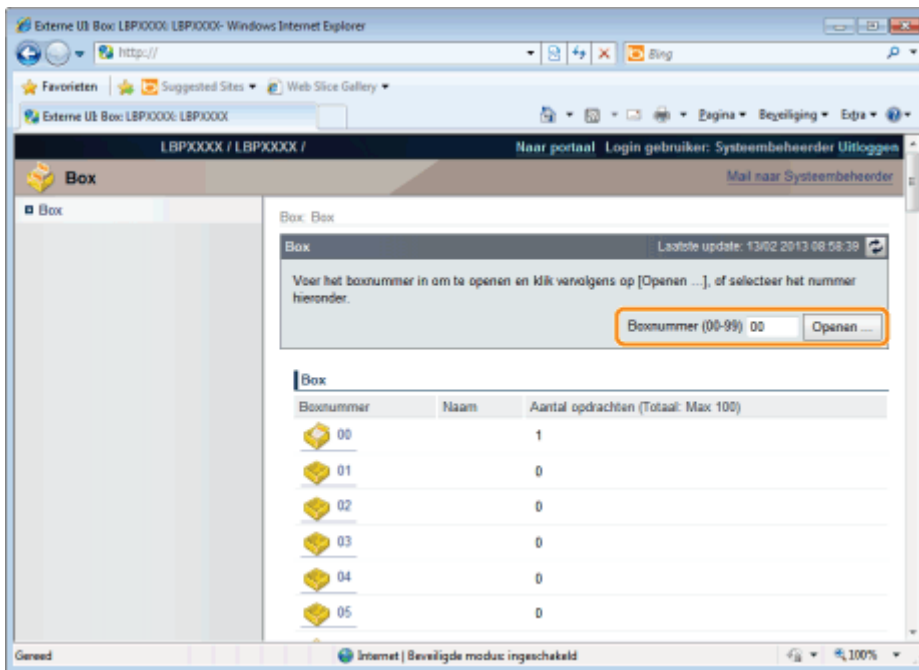 Externe UI: Box: LBPXXXX: LBPXXXX- Windows Internet Explorer
http://
Bing
Favorieten Suggested Sites Web Slice Gallery
Externe UI: Box: LBPXXXX: LBPXXXX
Pagina Beveiliging Extra
LBPXXXX / LBPXXXX /
Naar portaal Login gebruiker: Systeembeheerder Uitloggen
Box
Mail naar Systeembeheerder
Box
Box: Box
Box
Laatste update: 13/02 2013 08:58:39
Voer het boxnummer in om te openen en klik vervolgens op [Openen ...], of selecteer het nummer
hieronder.
Boxnummer (00-99) 00 Openen ...
Box
Boxnummer Naam Aantal opdrachten (Totaal: Max 100)
00 1
01 0
02 0
03 0
04 0
05 0
Gereed Internet | Beveiligde modus: ingeschakeld 100%